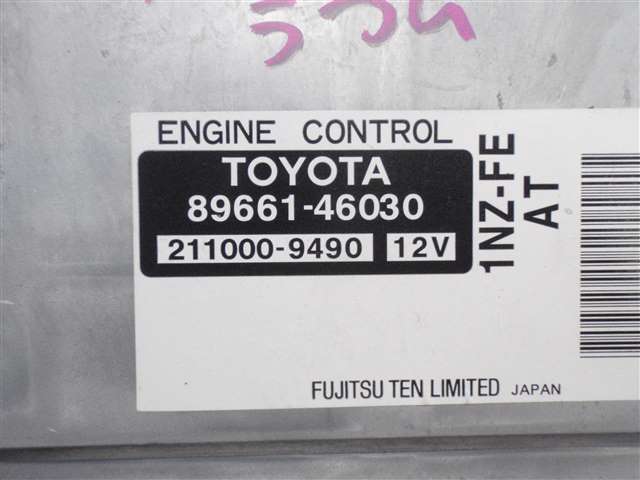 ENGINE CONTROL
TOYOTA
89661-46030
211000-9490 12V
1NZ-FE
AT
FUJITSU TEN LIMITED JAPAN